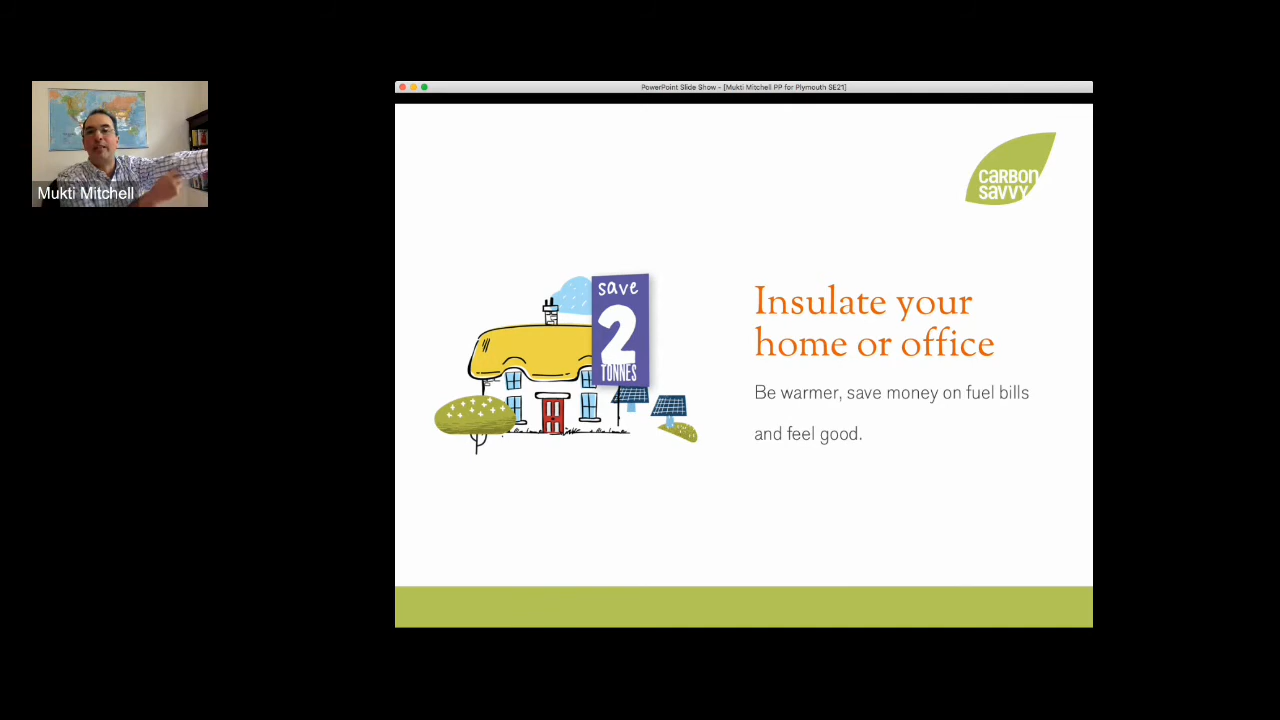 PowerPoint Slide Show - [Mukti Mitchell PP for Plymouth SE21]
Mukti Mitchell
CARBON
SAVVY
save
2
TONNES
Insulate your
home or office
Be warmer, save money on fuel bills
and feel good.